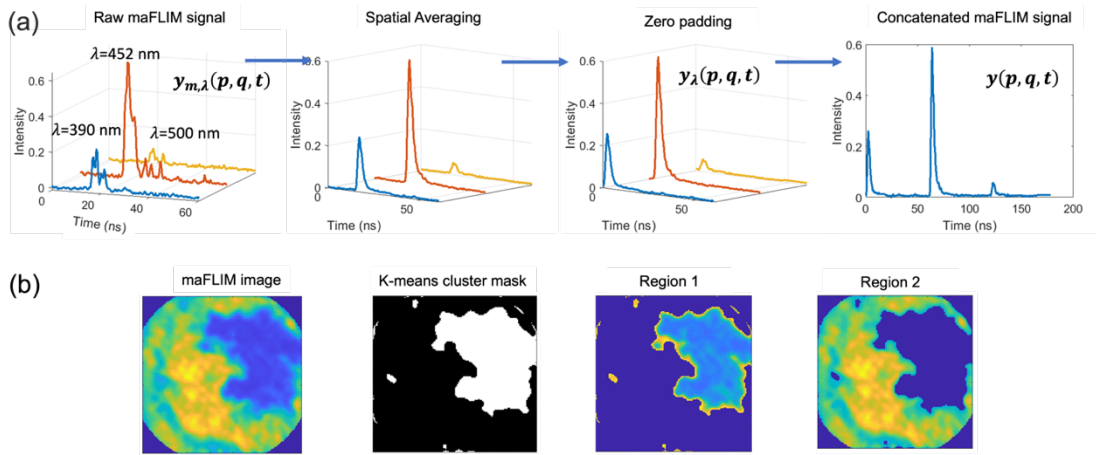 (a)
Raw maFLIM signal
Spatial Averaging
Zero padding
Concatenated maFLIM signal
λ=452 nm
y_{m,λ}(p, q, t)
λ=390 nm
λ=500 nm
Intensity
0.6
0.4
0.2
0
0
20
40
60
Time (ns)
Intensity
0.6
0.4
0.2
0
50
Time (ns)
y_λ(p, q, t)
Intensity
0.6
0.4
0.2
0
50
Time (ns)
y(p, q, t)
Intensity
0.6
0.4
0.2
0
0
50
100
150
200
Time (ns)
(b)
maFLIM image
K-means cluster mask
Region 1
Region 2